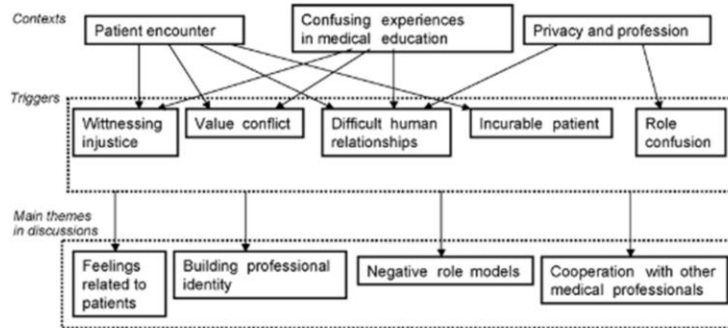 Contexts
Patient encounter
Confusing experiences
in medical education
Privacy and profession
Triggers
Wittnessing
injustice
Value conflict
Difficult human
relationships
Incurable patient
Role
confusion
Main themes
in discussions
Feelings
related to
patients
Building professional
identity
Negative role models
Cooperation with other
medical professionals